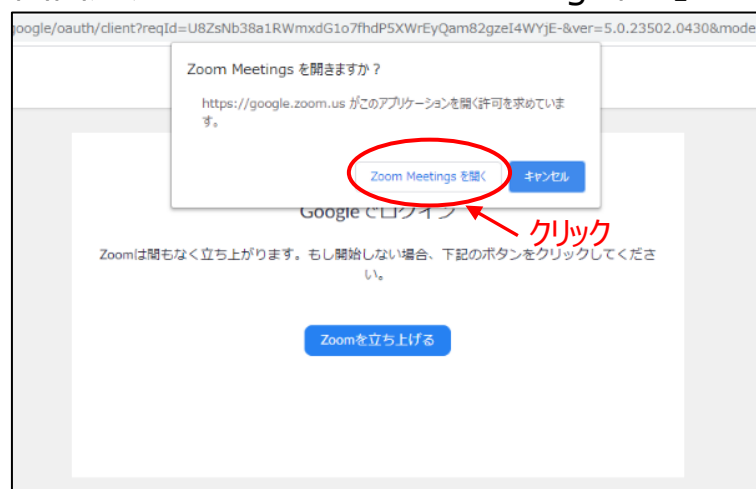 google/oauth/client?reqId=U8ZsNb38a1RWmxdG1o7fhdP5XWrEyQam82gzeI4WYjE-&ver=5.0.23502.0430&mode
Zoom Meetings を開きますか？
https://google.zoom.us がこのアプリケーションを開く許可を求めていま
す。
Zoom Meetings を開く
キャンセル
Googleでログイン
クリック
Zoomは間もなく立ち上がります。もし開始しない場合、下記のボタンをクリックしてくださ
い。
Zoomを立ち上げる